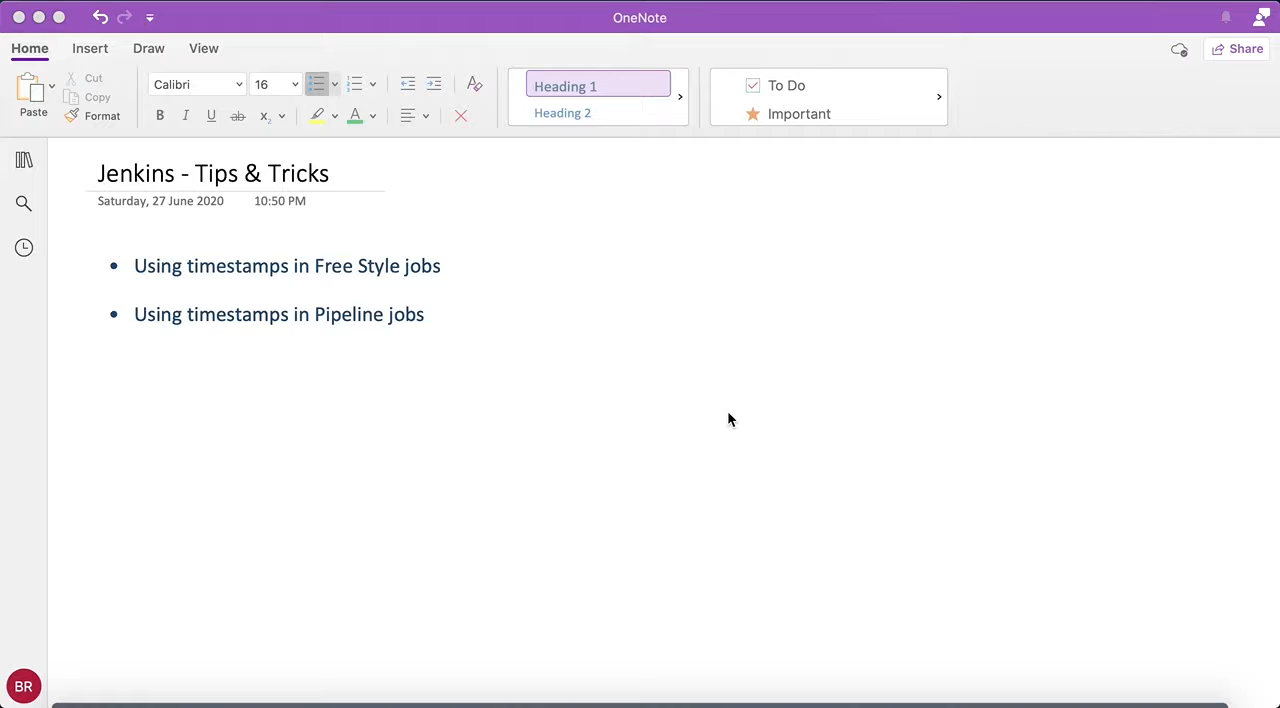 OneNote
Home Insert Draw View
Share
Paste
Cut
Copy
Format
Calibri 16
B I U ab x₂ A
Heading 1
Heading 2
To Do
Important
Jenkins - Tips & Tricks
Saturday, 27 June 2020 10:50 PM
• Using timestamps in Free Style jobs
• Using timestamps in Pipeline jobs
BR